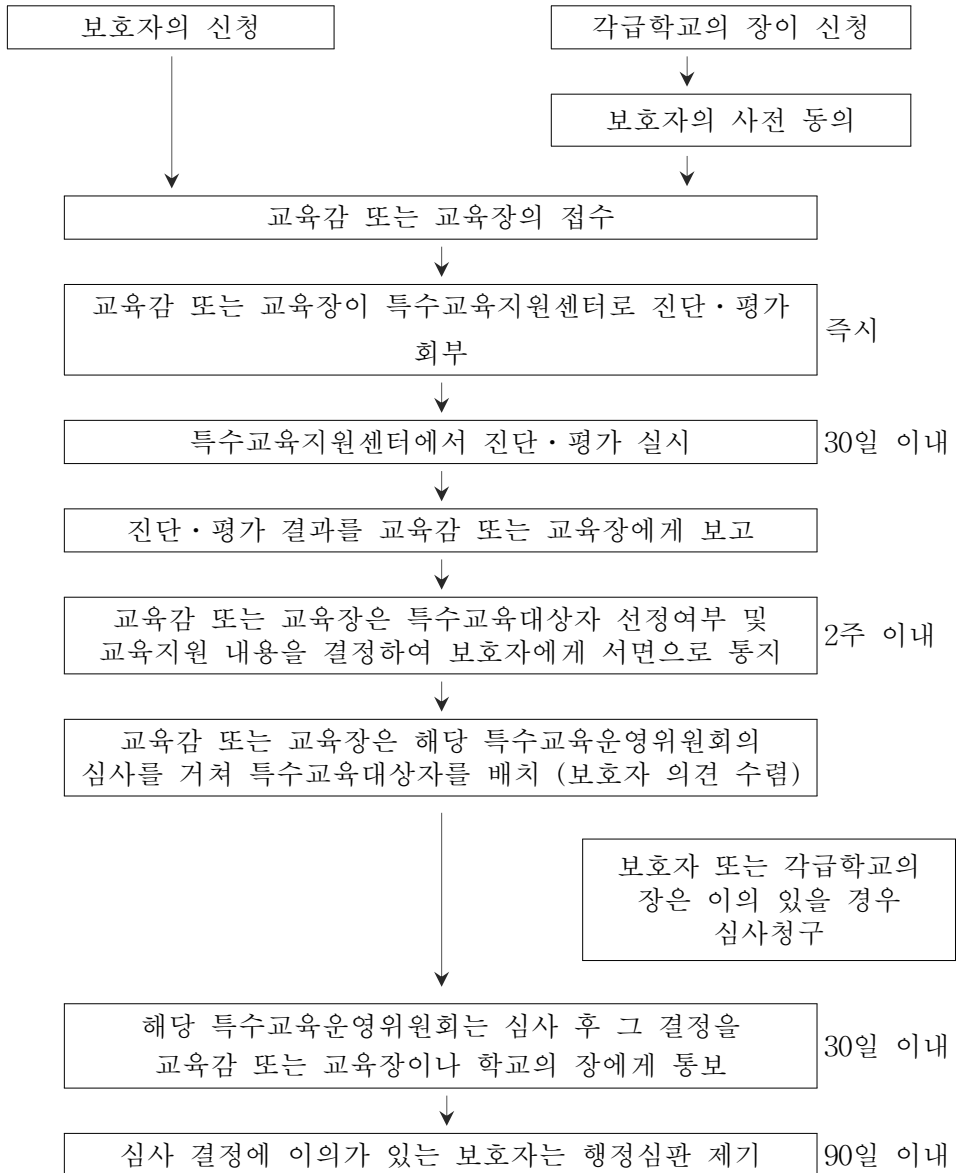 보호자의 신청
각급학교의 장이 신청
보호자의 사전 동의
교육감 또는 교육장의 접수
교육감 또는 교육장이 특수교육지원센터로 진단·평가
회부
즉시
특수교육지원센터에서 진단·평가 실시
30일 이내
진단·평가 결과를 교육감 또는 교육장에게 보고
교육감 또는 교육장은 특수교육대상자 선정여부 및
교육지원 내용을 결정하여 보호자에게 서면으로 통지
2주 이내
교육감 또는 교육장은 해당 특수교육운영위원회의
심사를 거쳐 특수교육대상자를 배치 (보호자 의견 수렴)
보호자 또는 각급학교의
장은 이의 있을 경우
심사청구
해당 특수교육운영위원회는 심사 후 그 결정을
교육감 또는 교육장이나 학교의 장에게 통보
30일 이내
심사 결정에 이의가 있는 보호자는 행정심판 제기
90일 이내